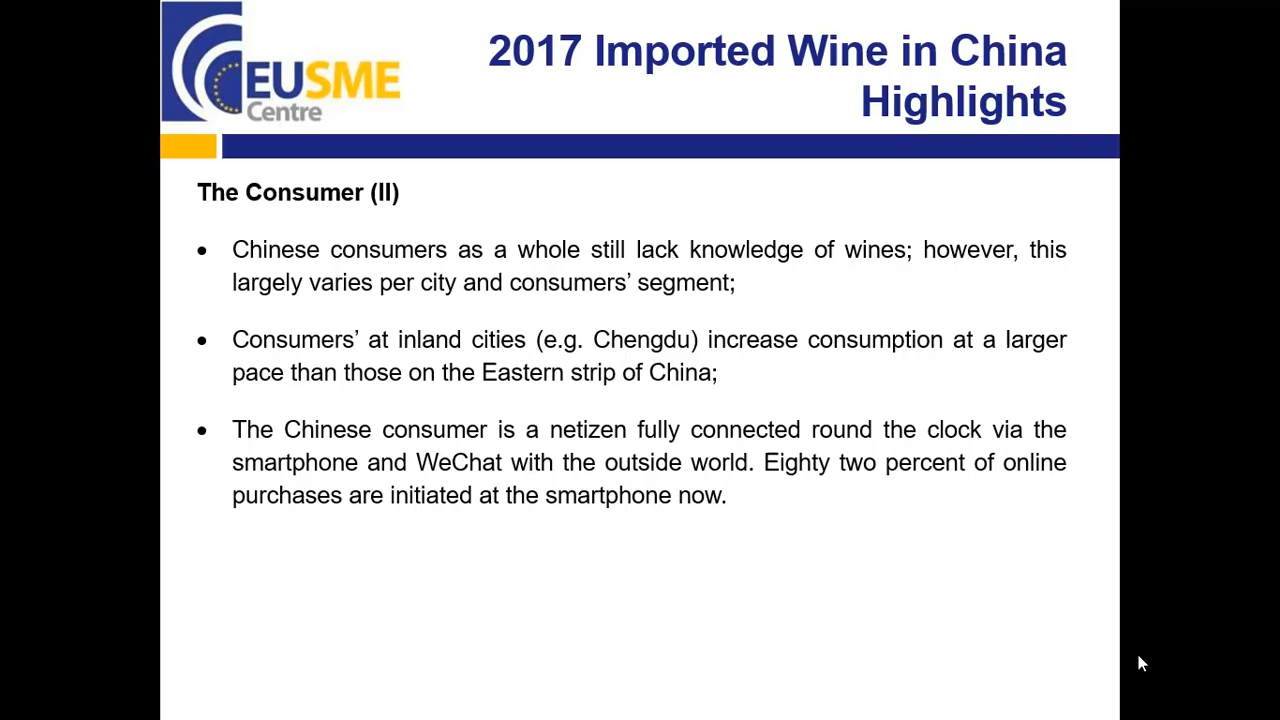 EUSME
Centre
2017 Imported Wine in China
Highlights
The Consumer (II)
• Chinese consumers as a whole still lack knowledge of wines; however, this
largely varies per city and consumers’ segment;
• Consumers’ at inland cities (e.g. Chengdu) increase consumption at a larger
pace than those on the Eastern strip of China;
• The Chinese consumer is a netizen fully connected round the clock via the
smartphone and WeChat with the outside world. Eighty two percent of online
purchases are initiated at the smartphone now.